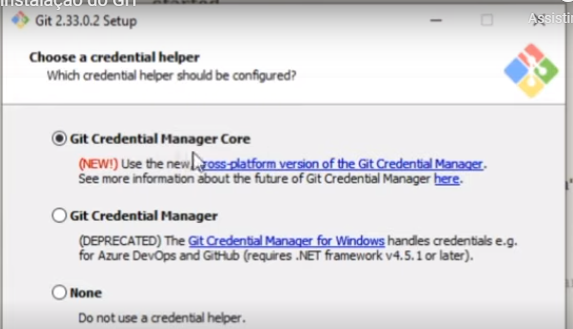 Instalação do GIT
Git 2.33.0.2 Setup
Assisti
Choose a credential helper
Which credential helper should be configured?
Git Credential Manager Core
(NEW!) Use the new cross-platform version of the Git Credential Manager.
See more information about the future of Git Credential Manager here.
Git Credential Manager
(DEPRECATED) The Git Credential Manager for Windows handles credentials e.g.
for Azure DevOps and GitHub (requires .NET framework v4.5.1 or later).
None
Do not use a credential helper.